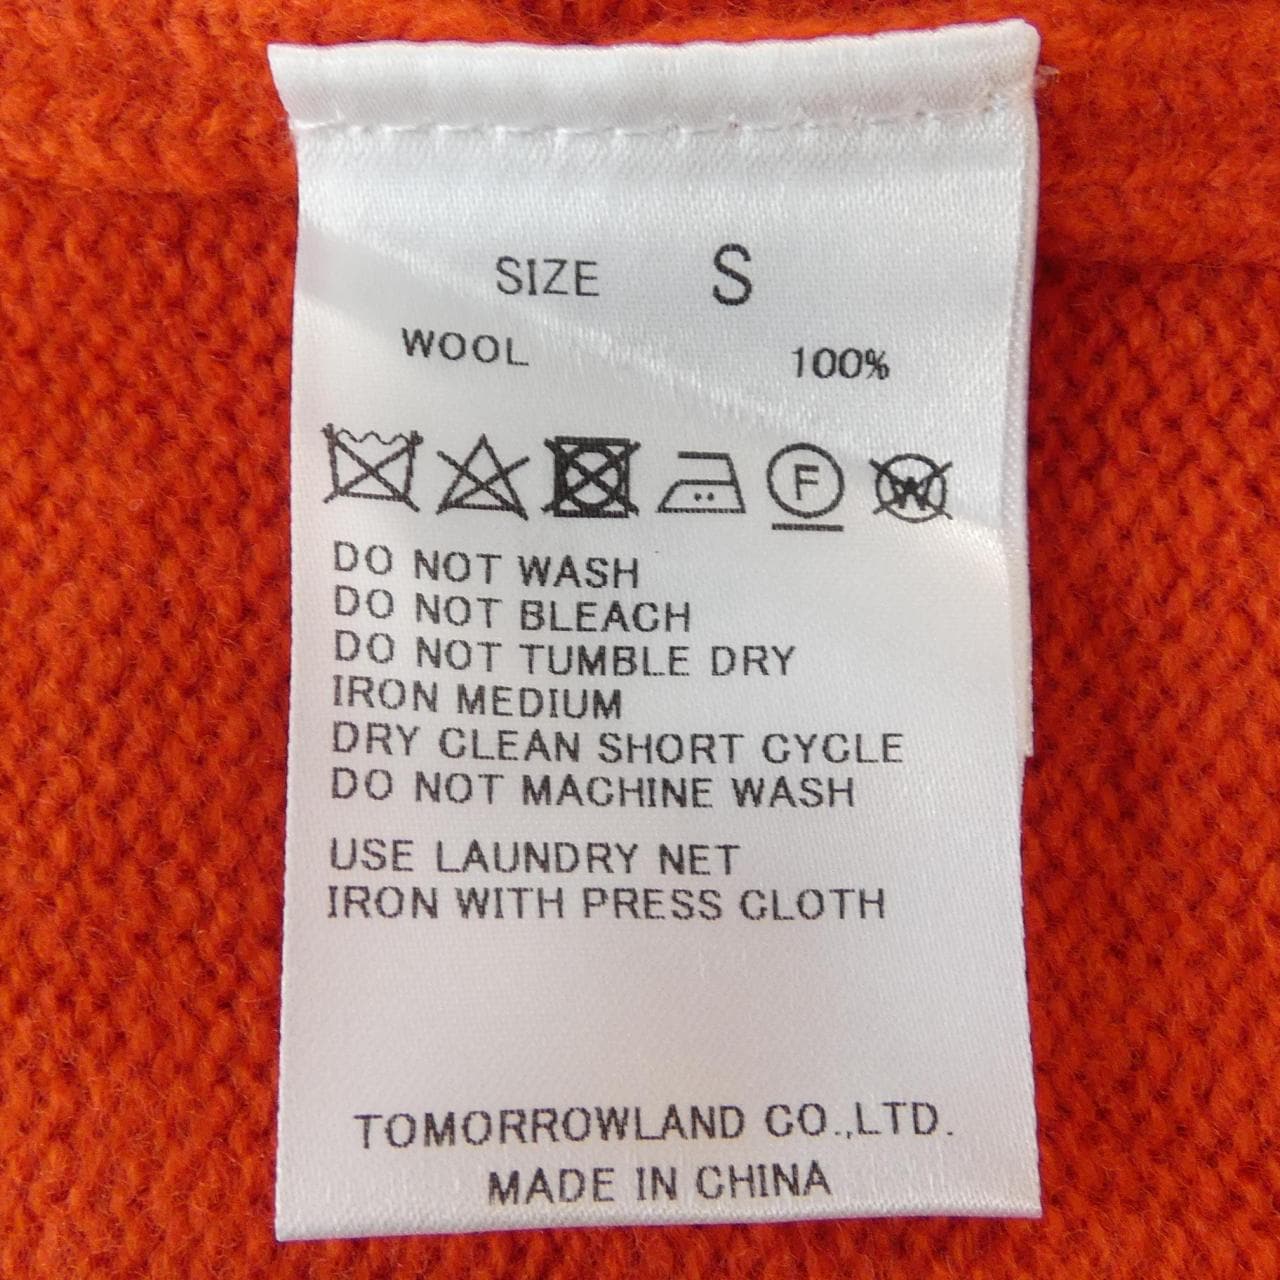 SIZE S
WOOL 100%
F W
DO NOT WASH
DO NOT BLEACH
DO NOT TUMBLE DRY
IRON MEDIUM
DRY CLEAN SHORT CYCLE
DO NOT MACHINE WASH
USE LAUNDRY NET
IRON WITH PRESS CLOTH
TOMORROWLAND CO.,LTD.
MADE IN CHINA